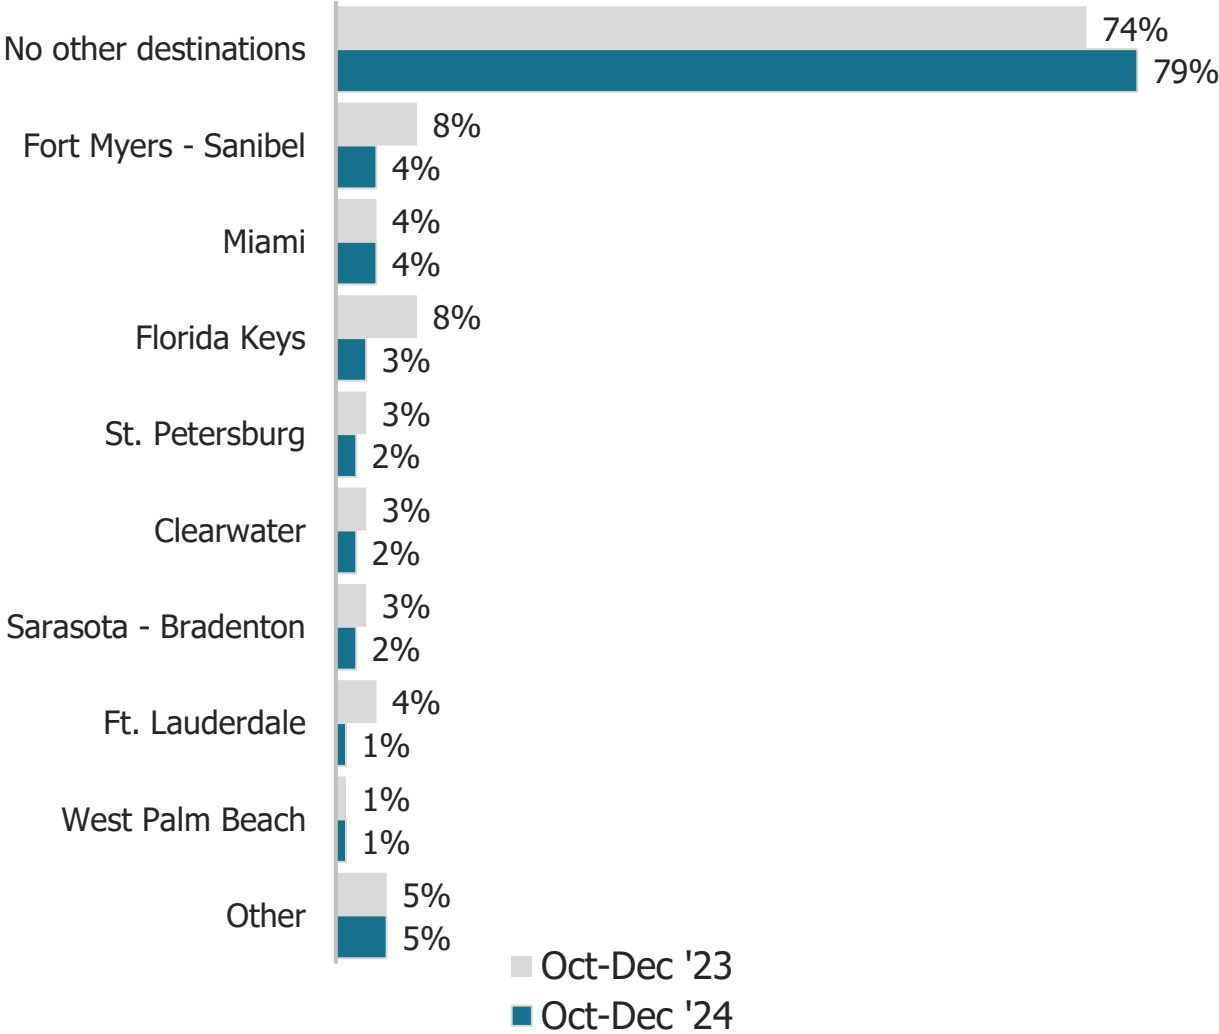 No other destinations
74%
79%
Fort Myers - Sanibel
8%
4%
Miami
4%
4%
Florida Keys
8%
3%
St. Petersburg
3%
2%
Clearwater
3%
2%
Sarasota - Bradenton
3%
2%
Ft. Lauderdale
4%
1%
West Palm Beach
1%
1%
Other
5%
5%
Oct-Dec '23
Oct-Dec '24